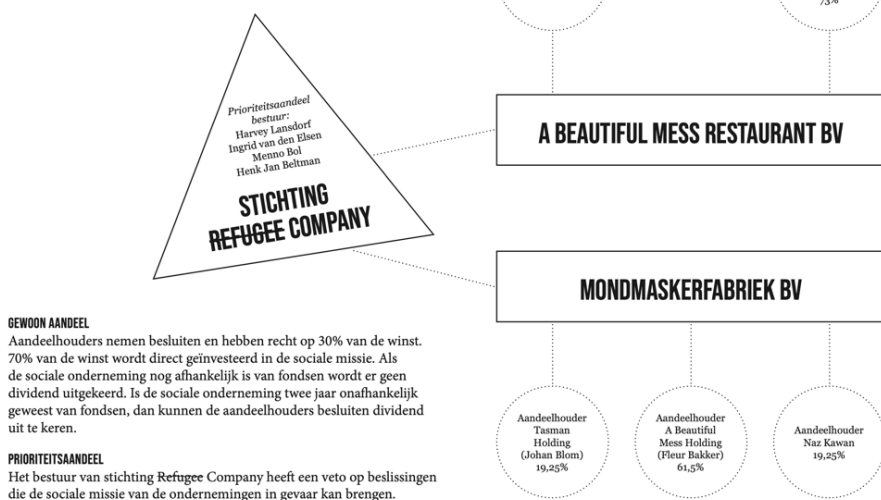 73%
Prioriteitsaandeel
bestuur:
Harvey Lansdorf
Ingrid van den Elsen
Menno Bol
Henk Jan Beltman
STICHTING
REFUGEE COMPANY
A BEAUTIFUL MESS RESTAURANT BV
MONDMASKERFABRIEK BV
GEWOON AANDEEL
Aandeelhouders nemen besluiten en hebben recht op 30% van de winst.
70% van de winst wordt direct geïnvesteerd in de sociale missie. Als
de sociale onderneming nog afhankelijk is van fondsen wordt er geen
dividend uitgekeerd. Is de sociale onderneming twee jaar onafhankelijk
geweest van fondsen, dan kunnen de aandeelhouders besluiten dividend
uit te keren.
PRIORITEITSAANDEEL
Het bestuur van stichting Refugee Company heeft een veto op beslissingen
die de sociale missie van de ondernemingen in gevaar kan brengen.
Aandeelhouder
Tasman
Holding
(Johan Blom)
19,25%
Aandeelhouder
A Beautiful
Mess Holding
(Fleur Bakker)
61,5%
Aandeelhouder
Naz Kawan
19,25%